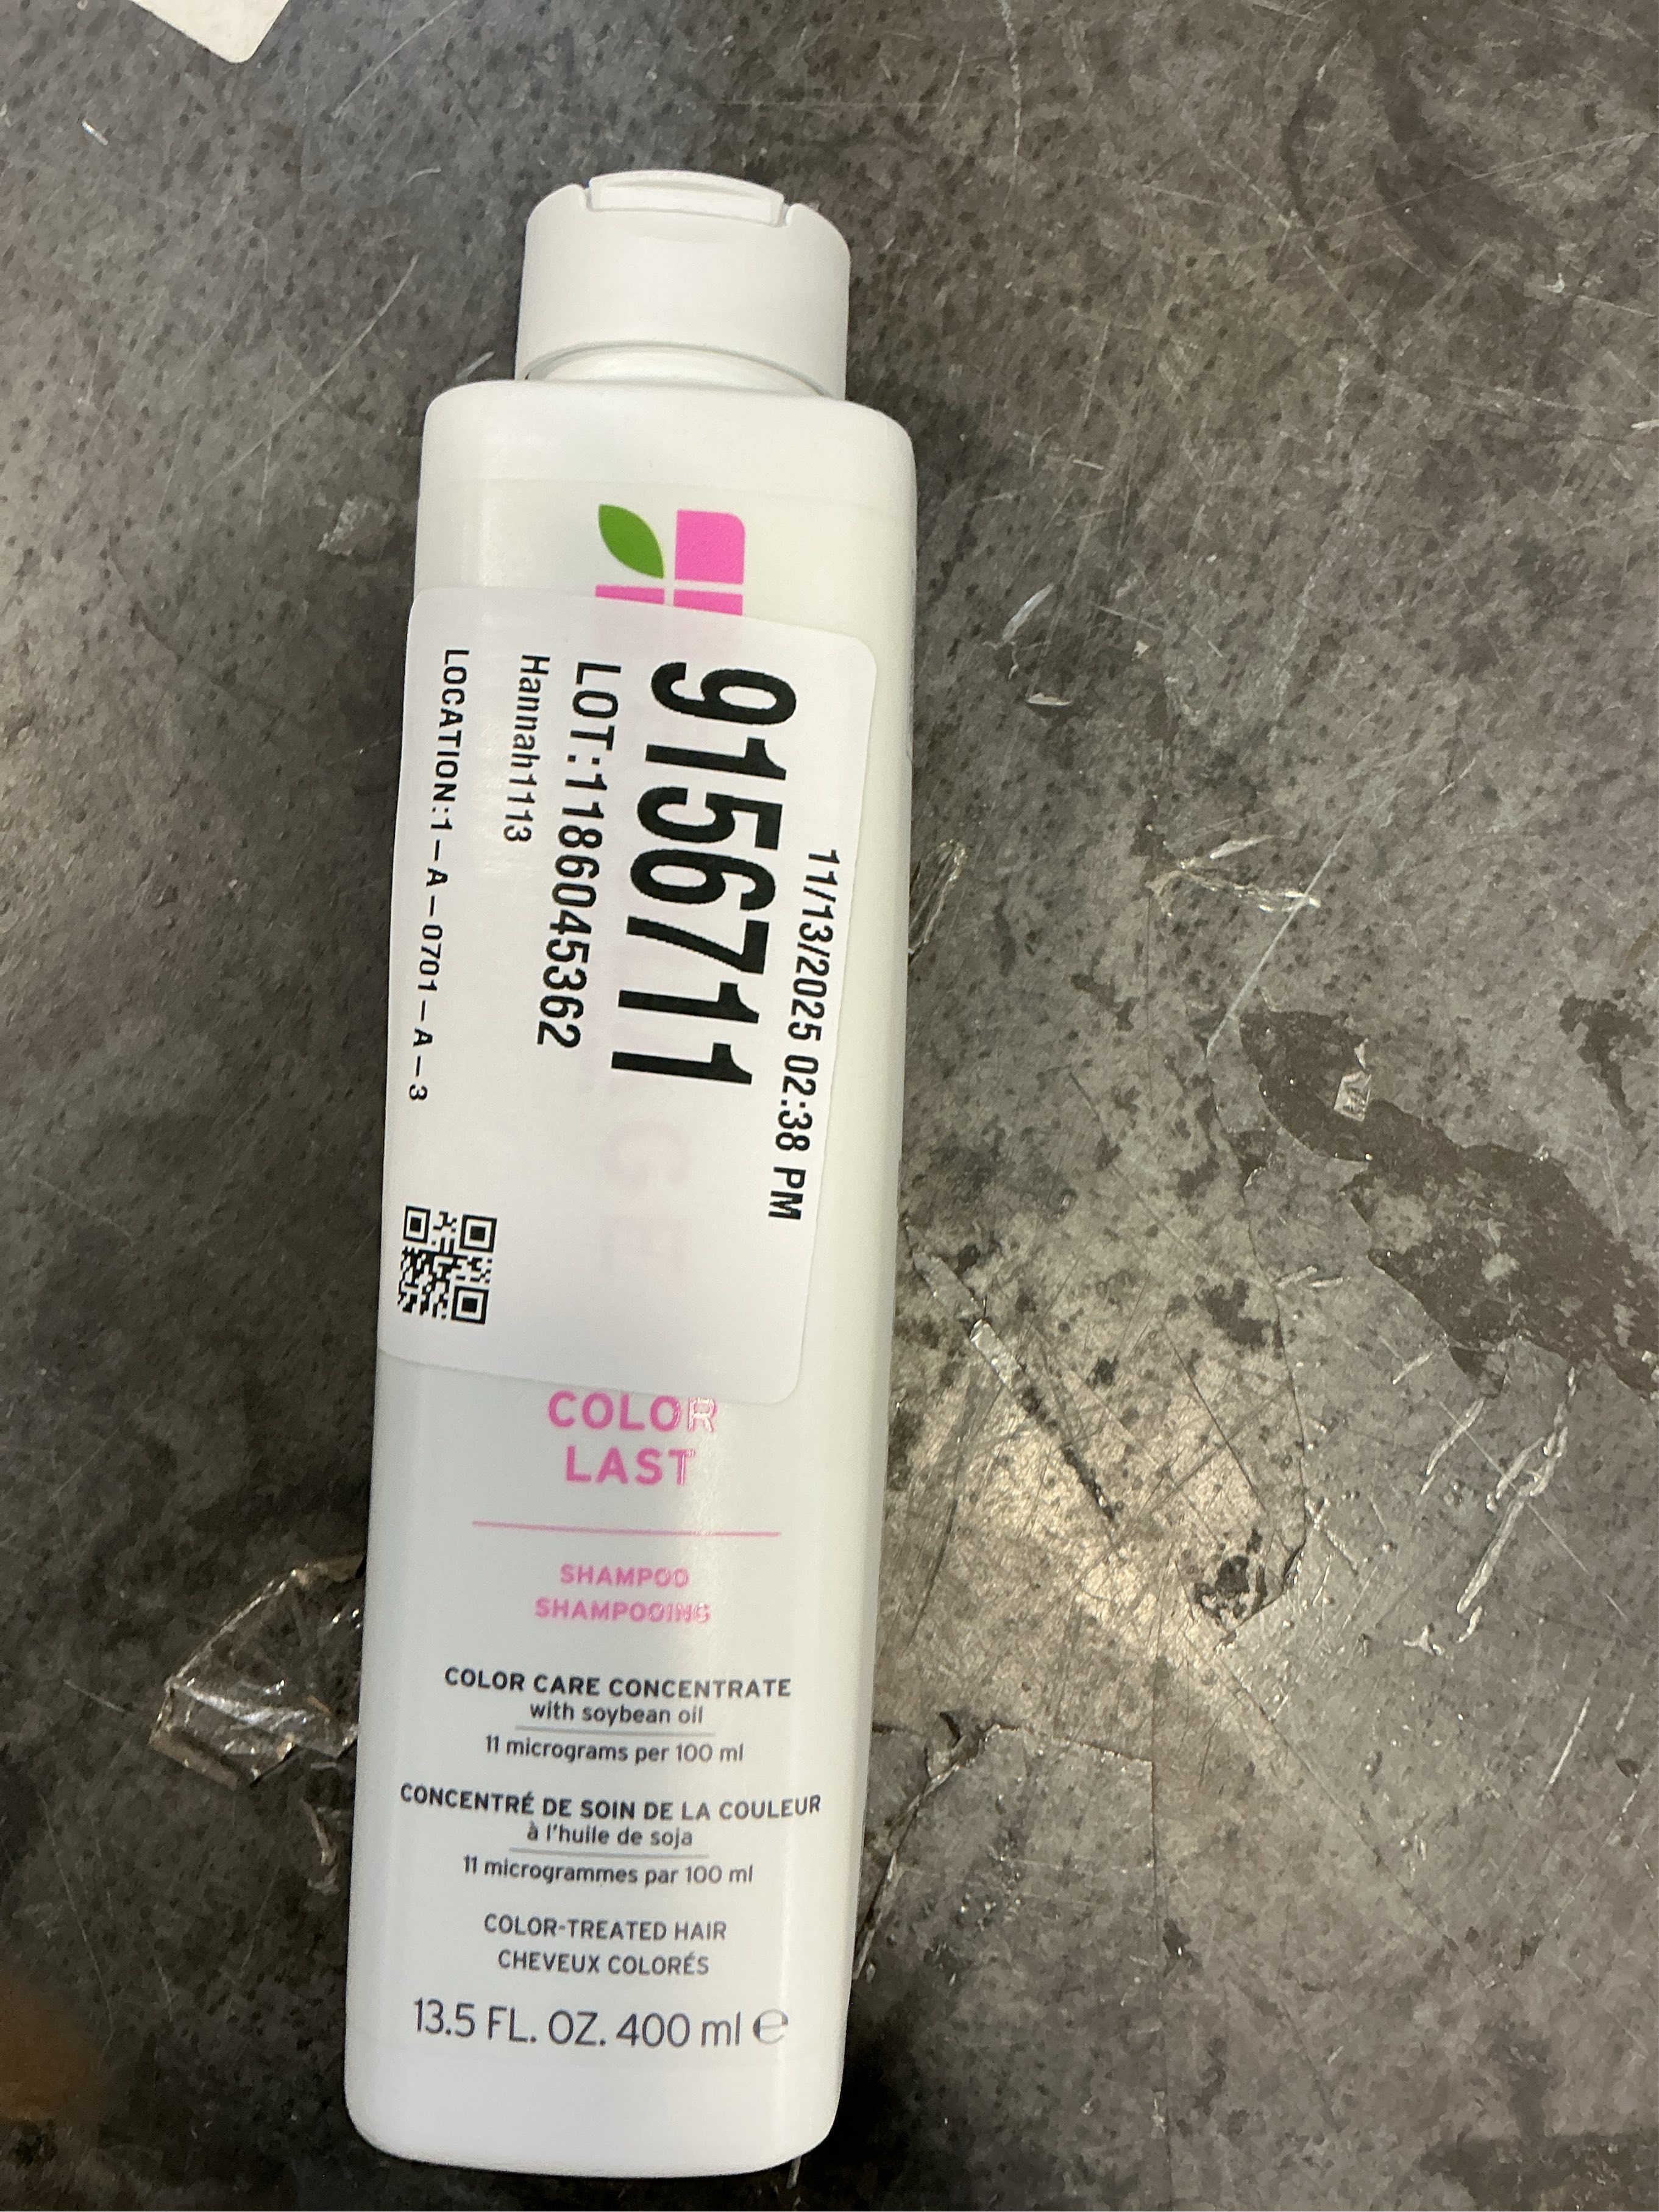 11/13/2025 02:38 PM
9156711
LOT:1186045362
Hannah1113
LOCATION:1-A-0701-A-3
COLOR
LAST
SHAMPOO
SHAMPOOING
COLOR CARE CONCENTRATE
with soybean oil
11 micrograms per 100 ml
CONCENTRÉ DE SOIN DE LA COULEUR
à l'huile de soja
11 microgrammes par 100 ml
COLOR-TREATED HAIR
CHEVEUX COLORÉS
13.5 FL. OZ. 400 ml ℮